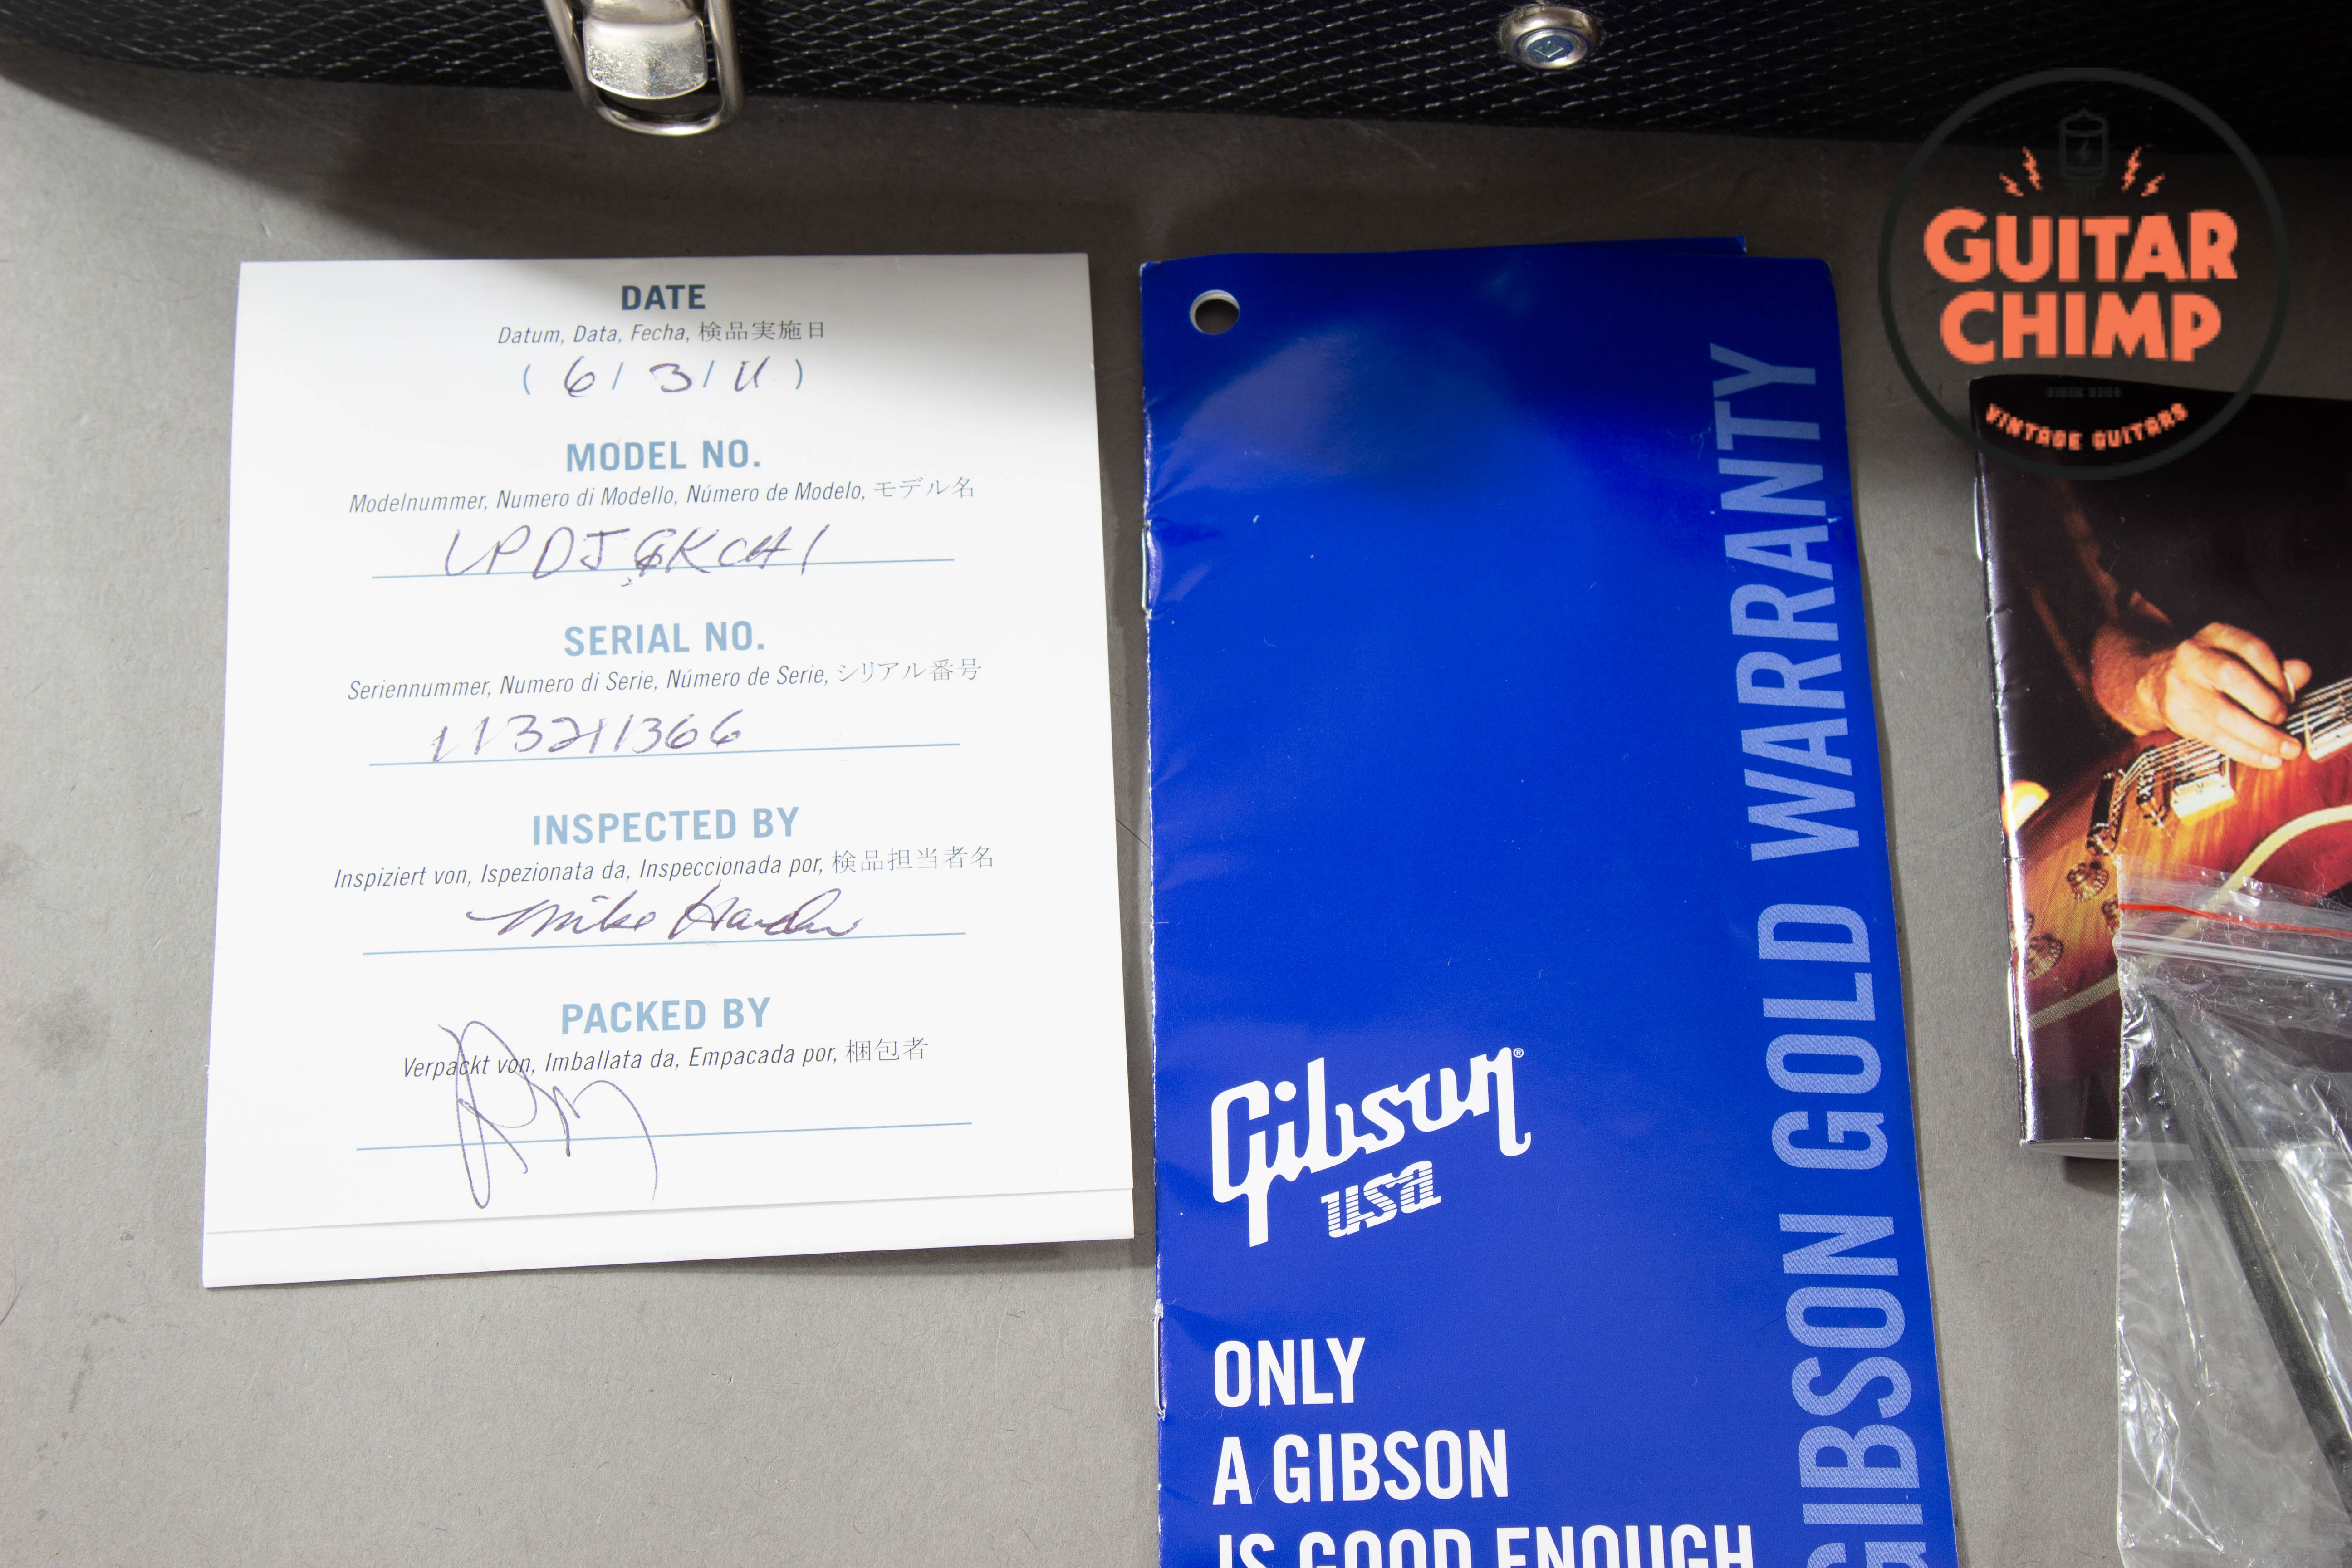 DATE
Datum, Data, Fecha, 検品実施日
( 6 / 3 / 11 )
MODEL NO.
Modelnummer, Numero di Modello, Número de Modelo, モデル名
SERIAL NO.
Seriennummer, Numero di Serie, Número de Serie, シリアル番号
113211366
INSPECTED BY
Inspiziert von, Ispezionata da, Inspeccionada por, 検品担当者名
Mike
PACKED BY
Verpackt von, Imballata da, Empacada por, 梱包者
GIBSON GOLD WARRANTY
Gibson®
USA
ONLY
A GIBSON
IS GOOD ENOUGH
GUITAR
CHIMP
VINTAGE GUITARS